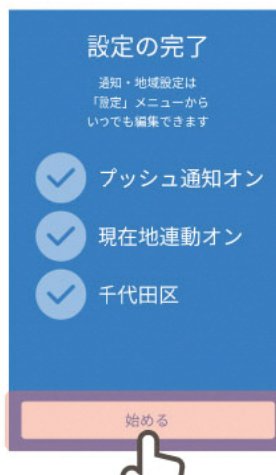 設定の完了
通知・地域設定は
「設定」メニューから
いつでも編集できます
プッシュ通知オン
現在地連動オン
千代田区
始める